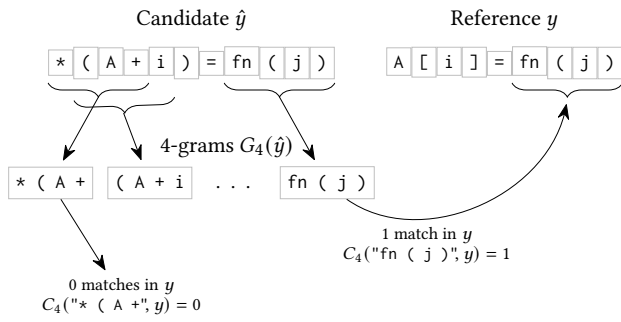 Candidate ŷ
Reference y
* ( A + i ) = fn ( j )
A [ i ] = fn ( j )
4-grams G₄(ŷ)
* ( A +
( A + i
. . .
fn ( j )
1 match in y
C₄("fn ( j )", y) = 1
0 matches in y
C₄("* ( A +", y) = 0